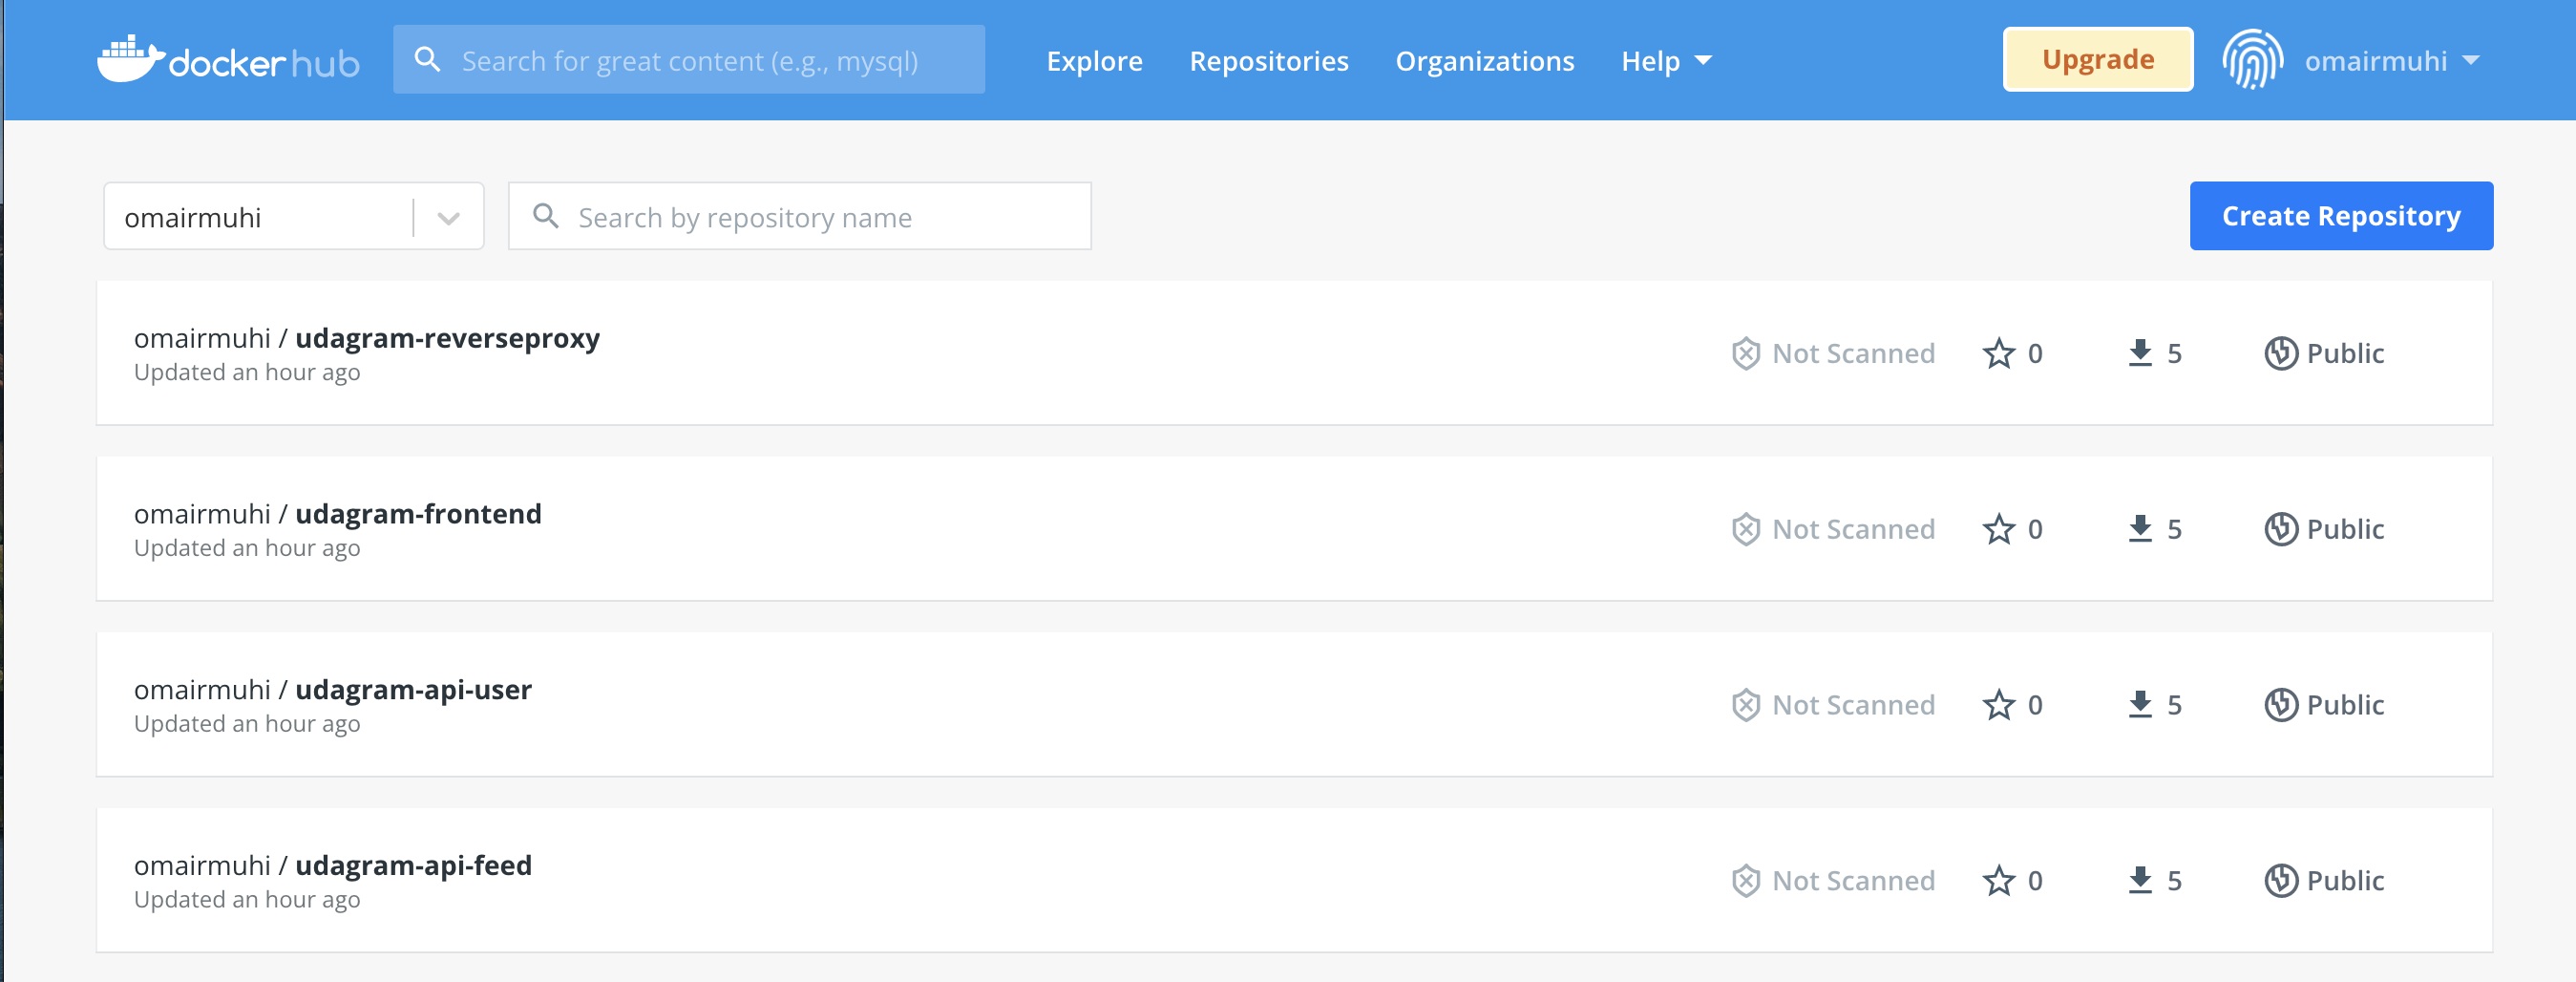 dockerhub Search for great content (e.g., mysql) Explore Repositories Organizations Help Upgrade omairmuhi
omairmuhi Search by repository name Create Repository
omairmuhi / udagram-reverseproxy
Updated an hour ago
Not Scanned 0 5 Public
omairmuhi / udagram-frontend
Updated an hour ago
Not Scanned 0 5 Public
omairmuhi / udagram-api-user
Updated an hour ago
Not Scanned 0 5 Public
omairmuhi / udagram-api-feed
Updated an hour ago
Not Scanned 0 5 Public